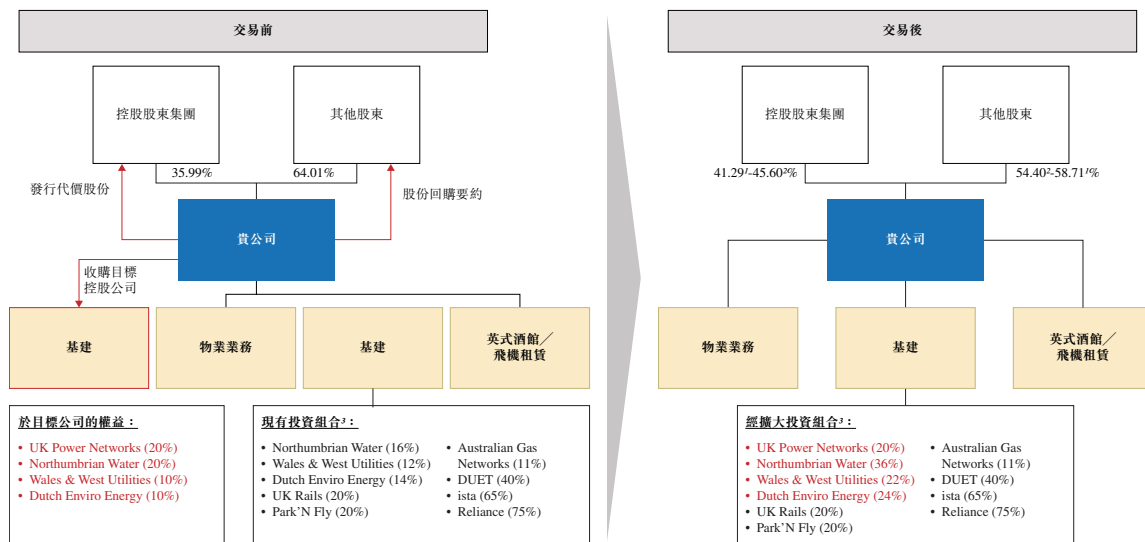 交易前
控股股東集團
其他股東
35.99%
64.01%
發行代價股份
股份回購要約
貴公司
收購目標
控股公司
基建
物業業務
基建
英式酒館／
飛機租賃
於目標公司的權益：
• UK Power Networks (20%)
• Northumbrian Water (20%)
• Wales & West Utilities (10%)
• Dutch Enviro Energy (10%)
現有投資組合³：
• Northumbrian Water (16%)
• Wales & West Utilities (12%)
• Dutch Enviro Energy (14%)
• UK Rails (20%)
• Park'N Fly (20%)
• Australian Gas
Networks (11%)
• DUET (40%)
• ista (65%)
• Reliance (75%)
交易後
控股股東集團
其他股東
41.29¹-45.60²%
54.40²-58.71¹%
貴公司
物業業務
基建
英式酒館／
飛機租賃
經擴大投資組合³：
• UK Power Networks (20%)
• Northumbrian Water (36%)
• Wales & West Utilities (22%)
• Dutch Enviro Energy (24%)
• UK Rails (20%)
• Park'N Fly (20%)
• Australian Gas
Networks (11%)
• DUET (40%)
• ista (65%)
• Reliance (75%)